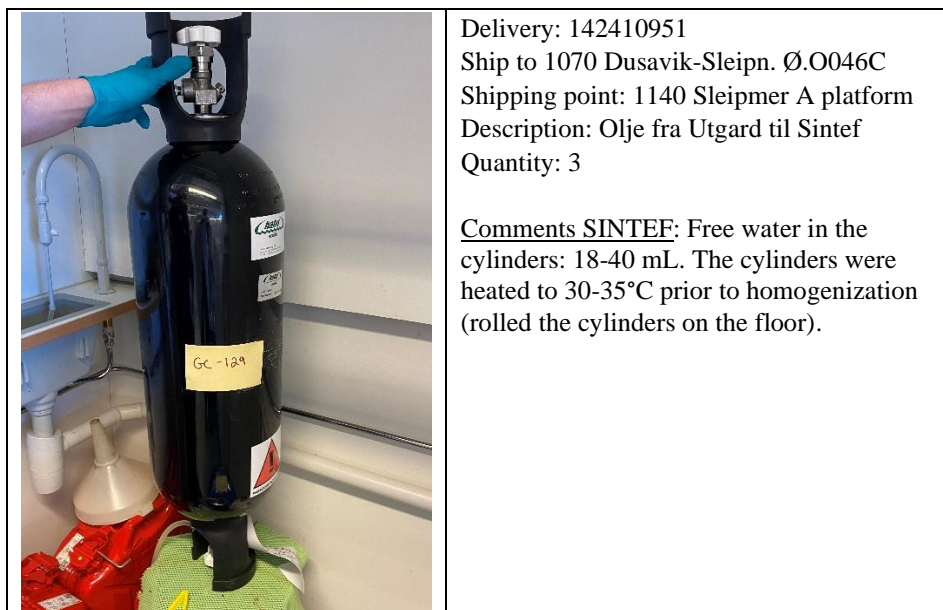 Delivery: 142410951
Ship to 1070 Dusavik-Sleipn. Ø.O046C
Shipping point: 1140 Sleipmer A platform
Description: Olje fra Utgard til Sintef
Quantity: 3
Comments SINTEF: Free water in the
cylinders: 18-40 mL. The cylinders were
heated to 30-35°C prior to homogenization
(rolled the cylinders on the floor).
GC-129